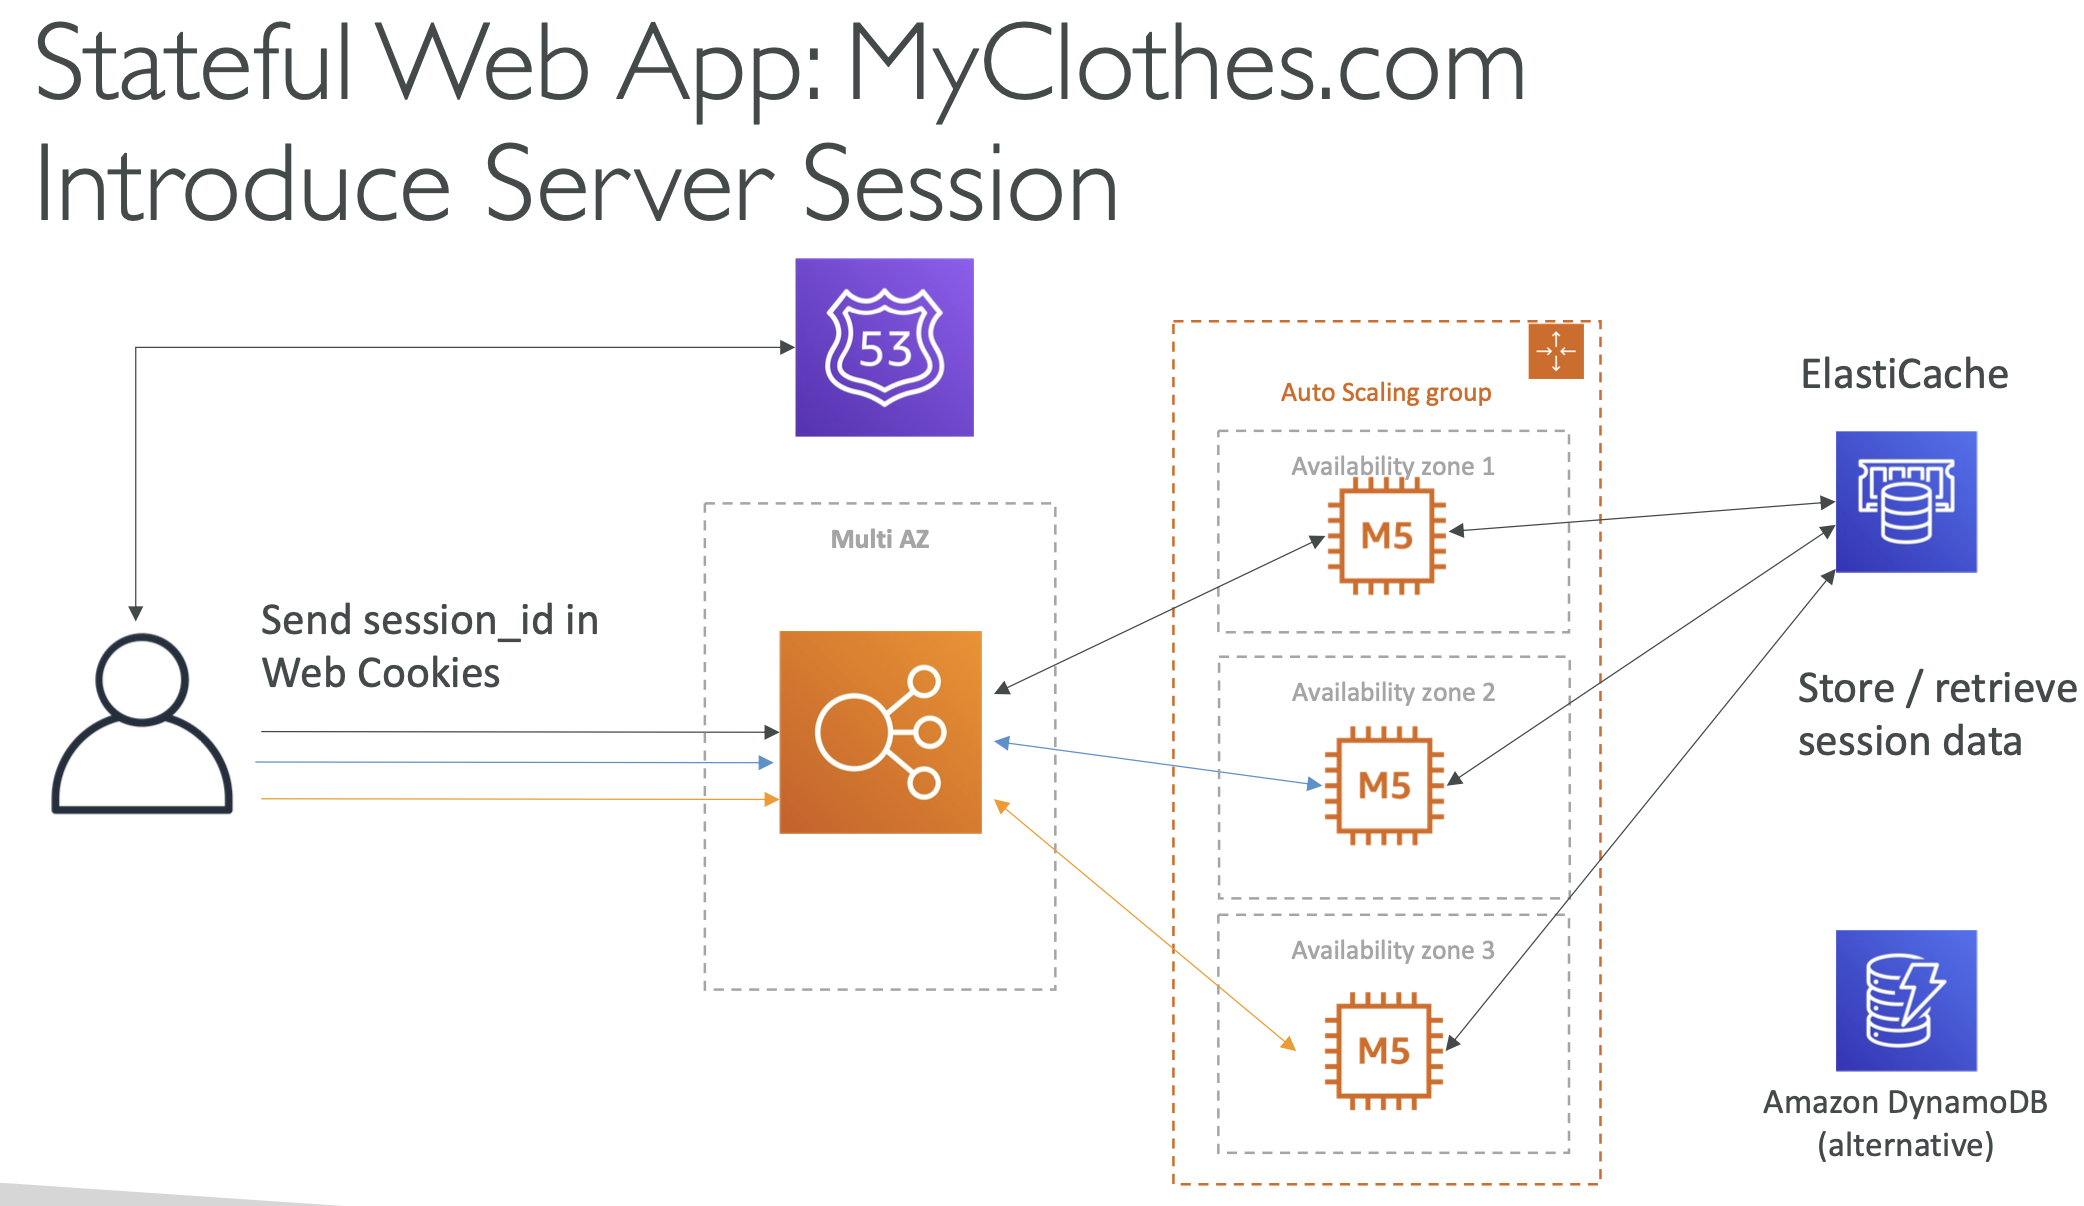 Stateful Web App: MyClothes.com
Introduce Server Session
53
Auto Scaling group
ElastiCache
Availability zone 1
M5
Multi AZ
Send session_id in
Web Cookies
Availability zone 2
M5
Store / retrieve
session data
Availability zone 3
M5
Amazon DynamoDB
(alternative)